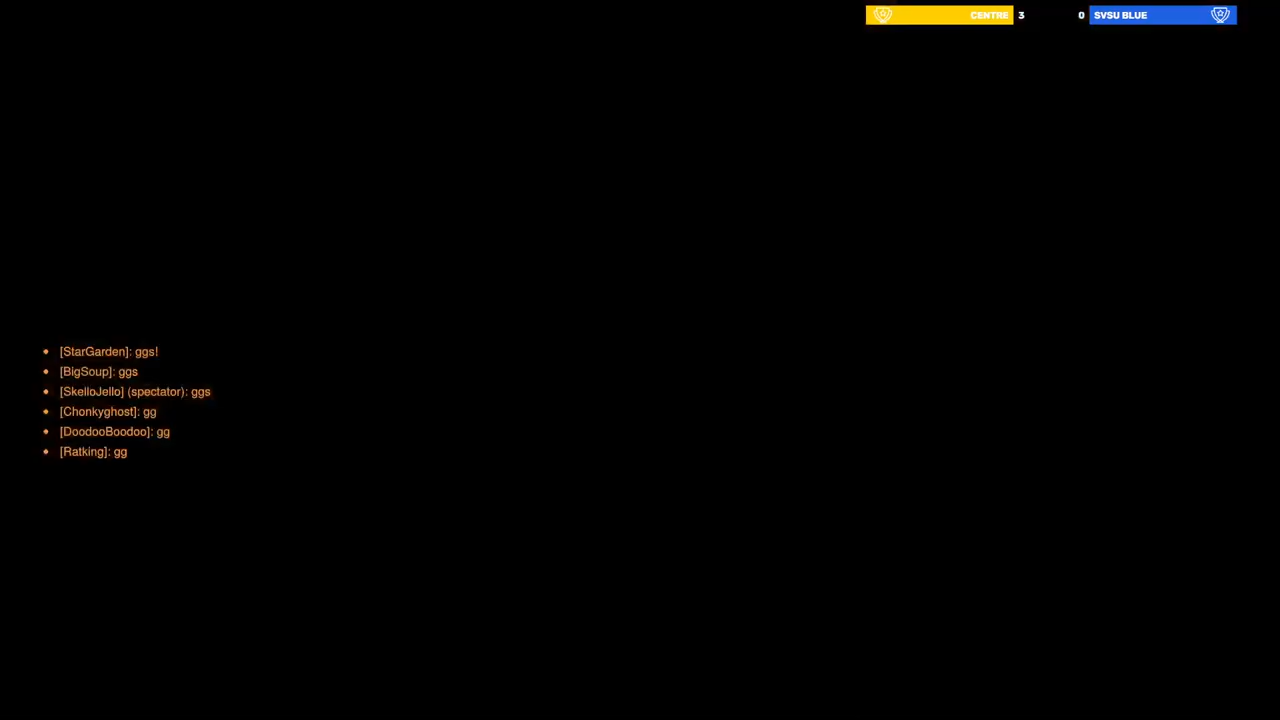 CENTRE 3 0 SVSU BLUE
[StarGarden]: ggs!
[BigSoup]: ggs
[SkelloJello] (spectator): ggs
[Chonkyghost]: gg
[DoodooBoodoo]: gg
[Ratking]: gg